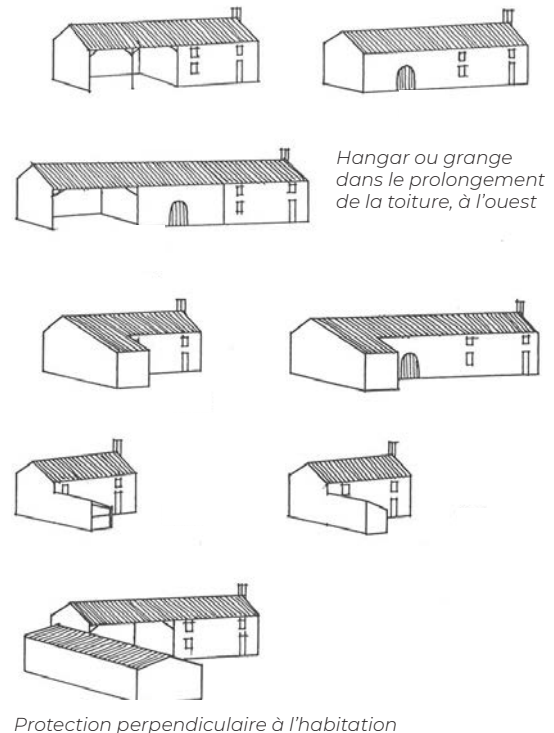 Hangar ou grange
dans le prolongement
de la toiture, à l’ouest
Protection perpendiculaire à l’habitation